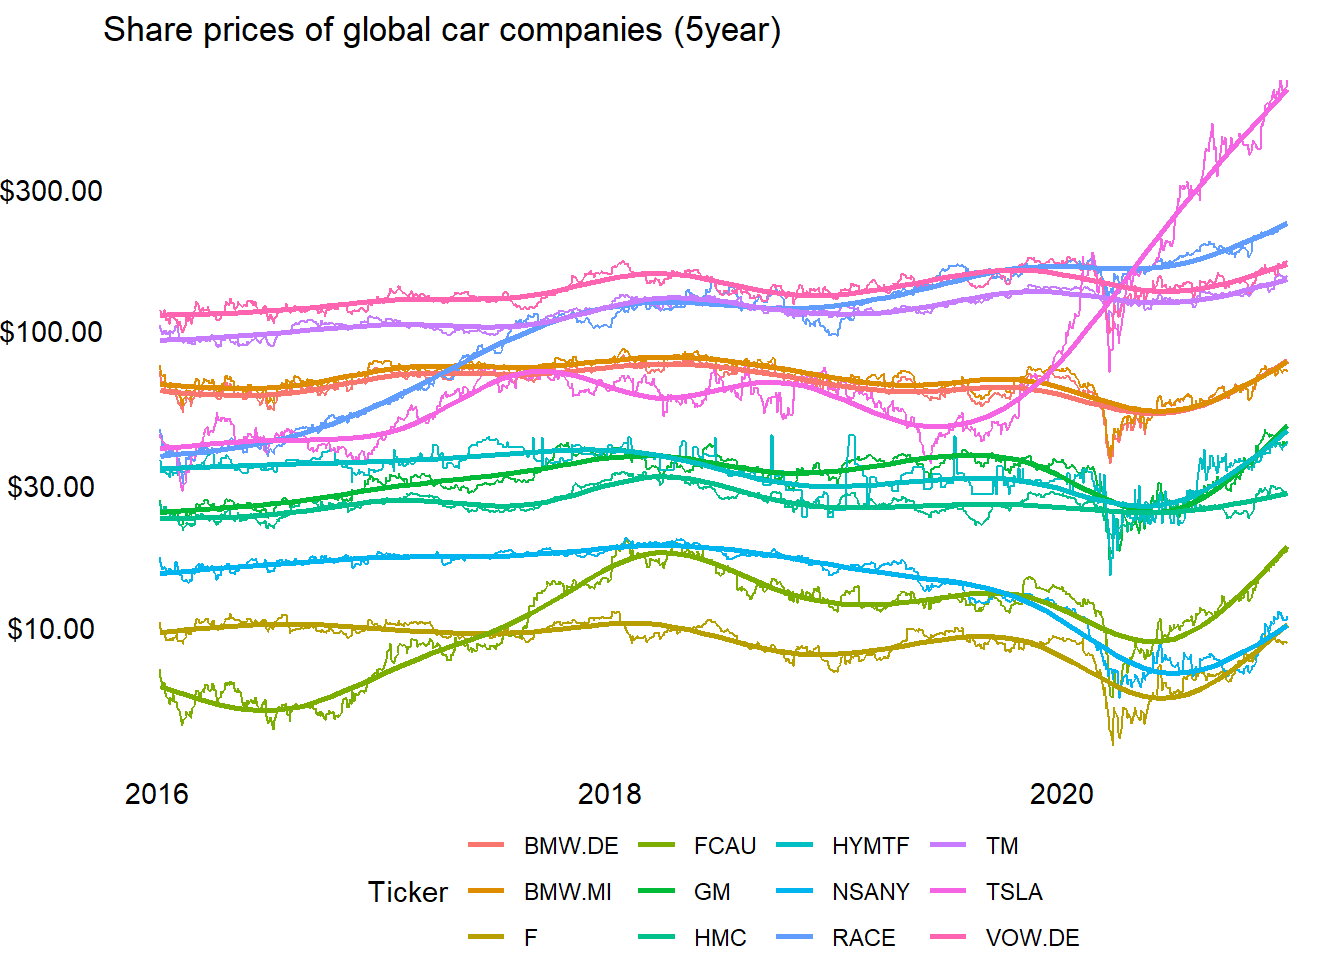 Share prices of global car companies (5year)
$300.00
$100.00
$30.00
$10.00
2016 2018 2020
BMW.DE FCAU HYMTF TM
Ticker BMW.MI GM NSANY TSLA
F HMC RACE VOW.DE